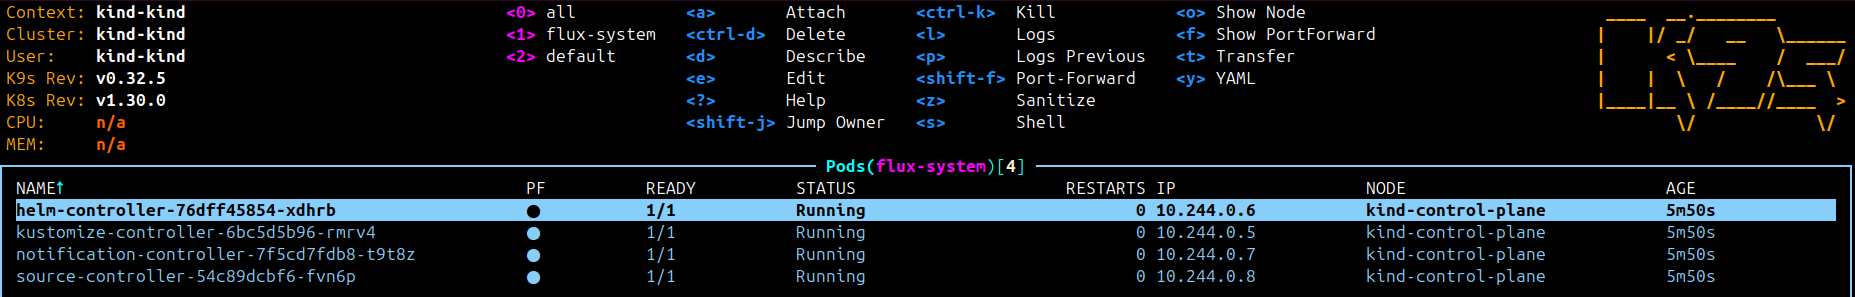 Context: kind-kind <0> all <a> Attach <ctrl-k> Kill <o> Show Node
Cluster: kind-kind <1> flux-system <ctrl-d> Delete <l> Logs <f> Show PortForward
User: kind-kind <2> default <d> Describe <p> Logs Previous <t> Transfer
K9s Rev: v0.32.5 <e> Edit <shift-f> Port-Forward <y> YAML
K8s Rev: v1.30.0 <?> Help <z> Sanitize
CPU: n/a <shift-j> Jump Owner <s> Shell
MEM: n/a
K9s
Pods(flux-system)[4]
NAME↑ PF READY STATUS RESTARTS IP NODE AGE
helm-controller-76dff45854-xdhrb ● 1/1 Running 0 10.244.0.6 kind-control-plane 5m50s
kustomize-controller-6bc5d5b96-rmrv4 ● 1/1 Running 0 10.244.0.5 kind-control-plane 5m50s
notification-controller-7f5cd7fdb8-t9t8z ● 1/1 Running 0 10.244.0.7 kind-control-plane 5m50s
source-controller-54c89dcbf6-fvn6p ● 1/1 Running 0 10.244.0.8 kind-control-plane 5m50s